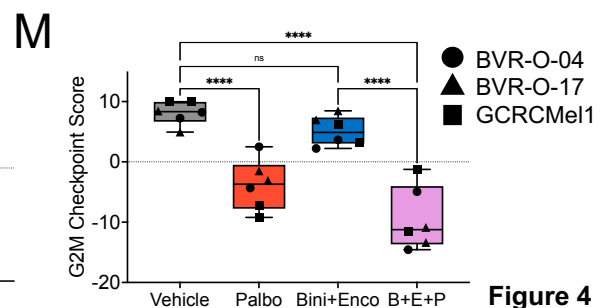 M
****
ns
****
****
BVR-O-04
BVR-O-17
GCRCMel1
G2M Checkpoint Score
10
0
-10
-20
Vehicle
Palbo
Bini+Enco
B+E+P
Figure 4